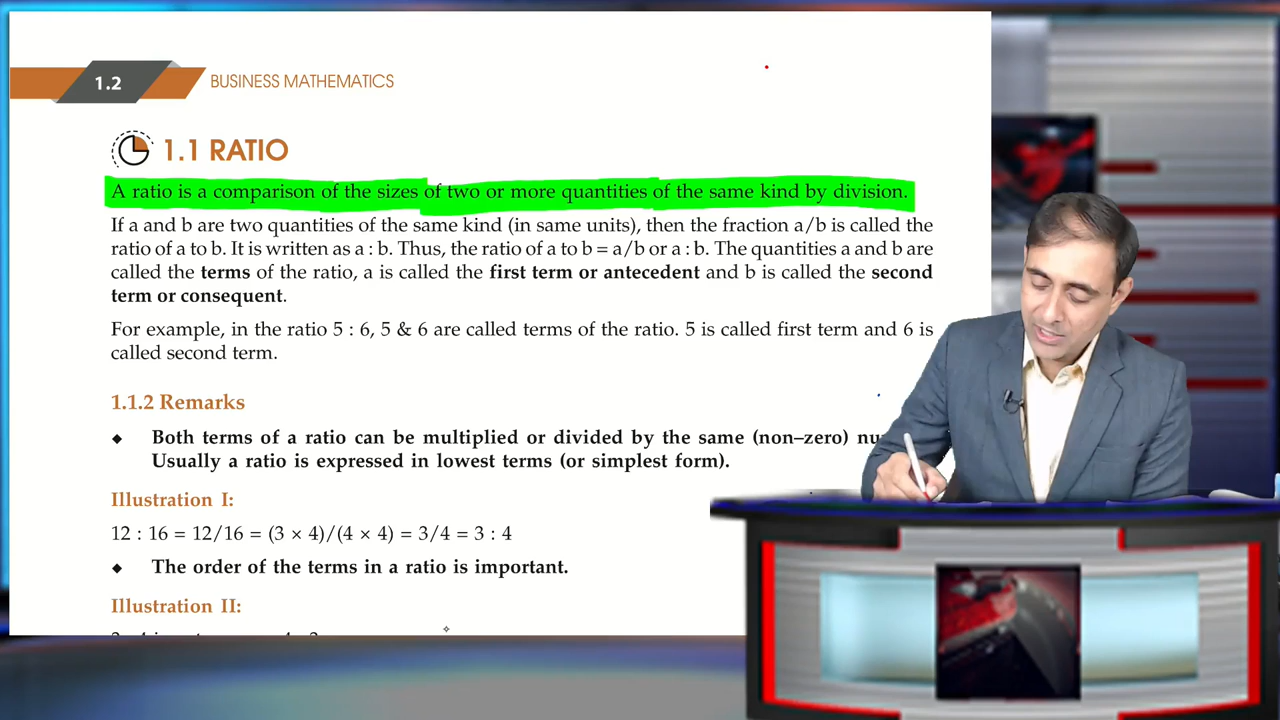 1.2
BUSINESS MATHEMATICS
1.1 RATIO
A ratio is a comparison of the sizes of two or more quantities of the same kind by division.
If a and b are two quantities of the same kind (in same units), then the fraction a/b is called the
ratio of a to b. It is written as a : b. Thus, the ratio of a to b = a/b or a : b. The quantities a and b are
called the terms of the ratio, a is called the first term or antecedent and b is called the second
term or consequent.
For example, in the ratio 5 : 6, 5 & 6 are called terms of the ratio. 5 is called first term and 6 is
called second term.
1.1.2 Remarks
◆ Both terms of a ratio can be multiplied or divided by the same (non–zero)
Usually a ratio is expressed in lowest terms (or simplest form).
Illustration I:
12 : 16 = 12/16 = (3 × 4)/(4 × 4) = 3/4 = 3 : 4
◆ The order of the terms in a ratio is important.
Illustration II: